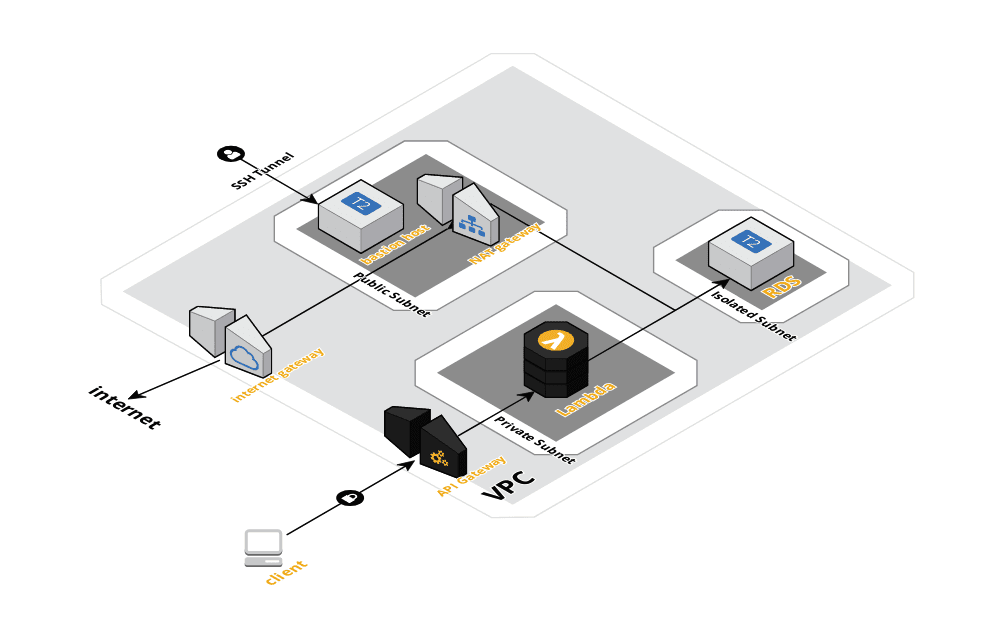 SSH Tunnel
T2
bastion host
NAT gateway
Public Subnet
T2
RDS
Isolated Subnet
internet gateway
internet
λ
Lambda
Private Subnet
API Gateway
VPC
client